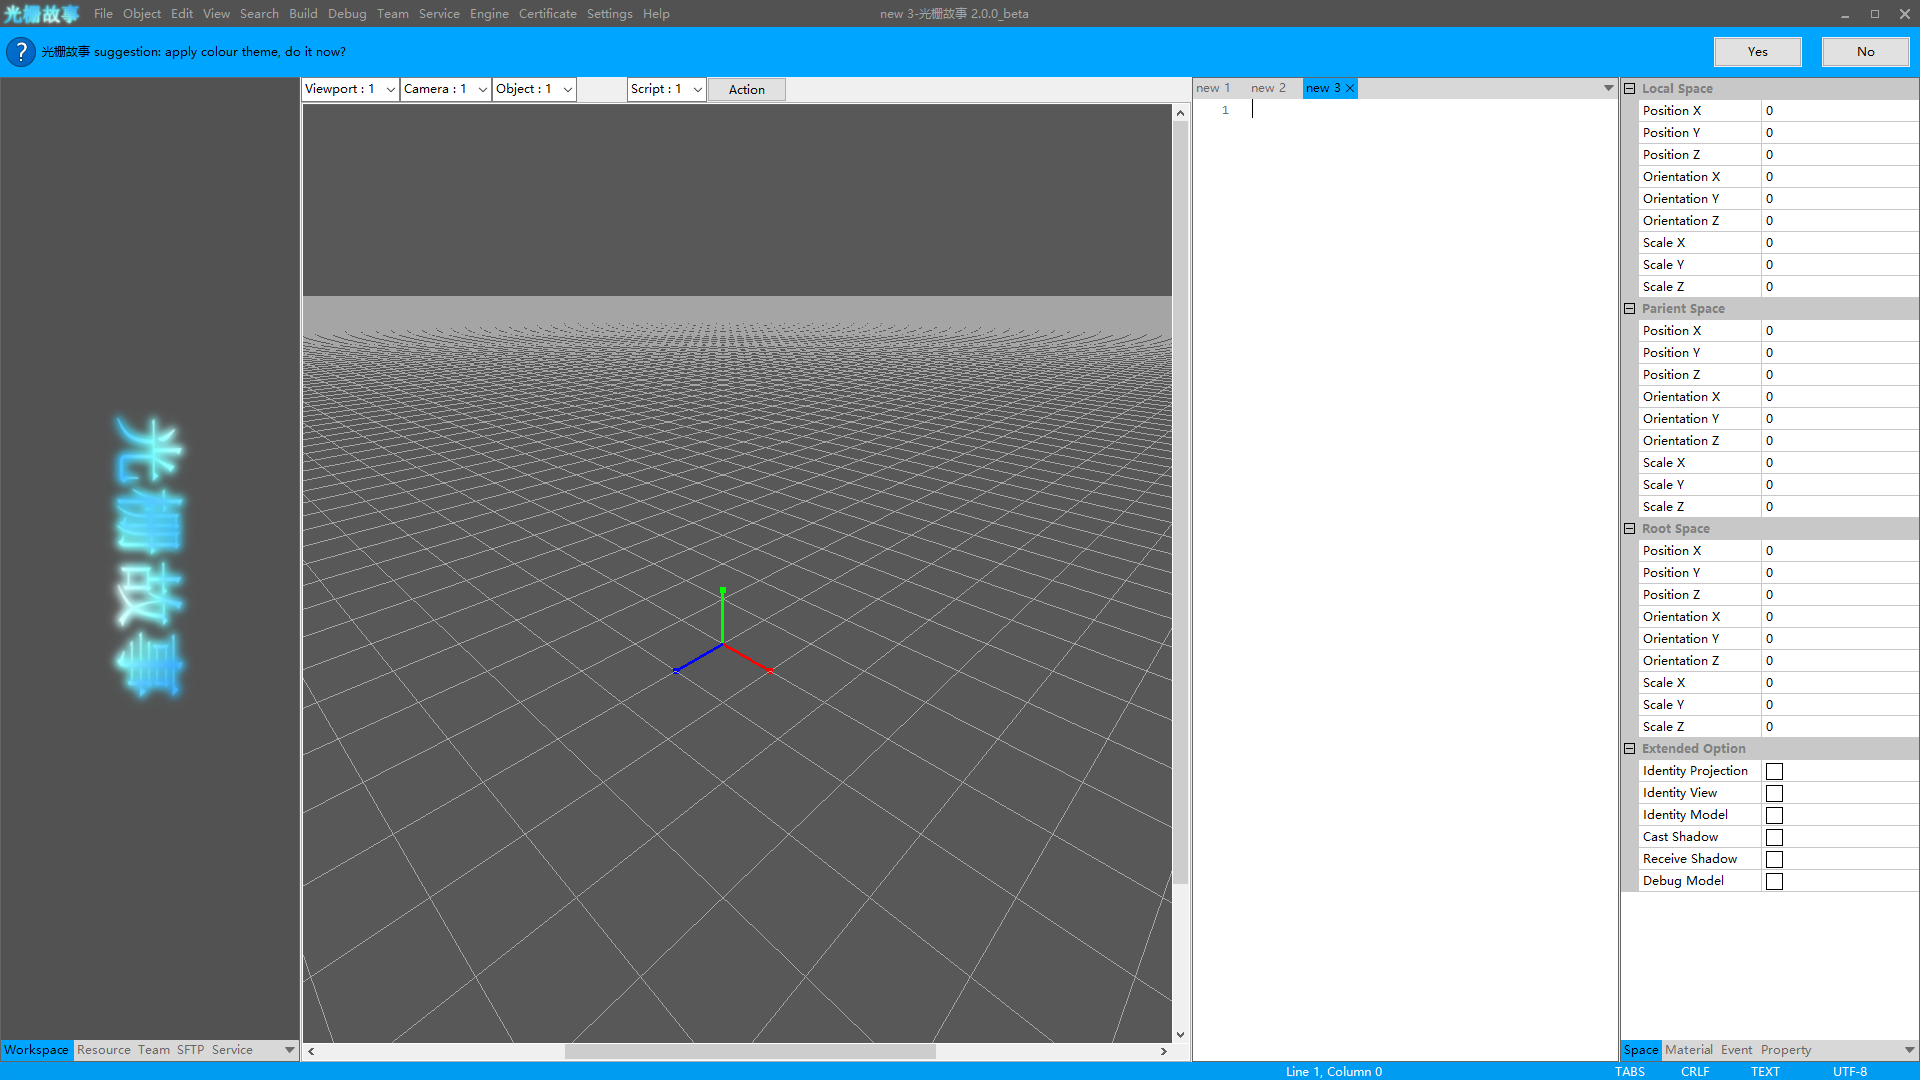 光栅故事 File Object Edit View Search Build Debug Team Service Engine Certificate Settings Help new 3-光栅故事 2.0.0_beta
光栅故事 suggestion: apply colour theme, do it now? Yes No
光栅故事
Workspace Resource Team SFTP Service
Viewport : 1 Camera : 1 Object : 1 Script : 1 Action
new 1 new 2 new 3
1
Local Space
Position X 0
Position Y 0
Position Z 0
Orientation X 0
Orientation Y 0
Orientation Z 0
Scale X 0
Scale Y 0
Scale Z 0
Parient Space
Position X 0
Position Y 0
Position Z 0
Orientation X 0
Orientation Y 0
Orientation Z 0
Scale X 0
Scale Y 0
Scale Z 0
Root Space
Position X 0
Position Y 0
Position Z 0
Orientation X 0
Orientation Y 0
Orientation Z 0
Scale X 0
Scale Y 0
Scale Z 0
Extended Option
Identity Projection
Identity View
Identity Model
Cast Shadow
Receive Shadow
Debug Model
Space Material Event Property
Line 1, Column 0 TABS CRLF TEXT UTF-8